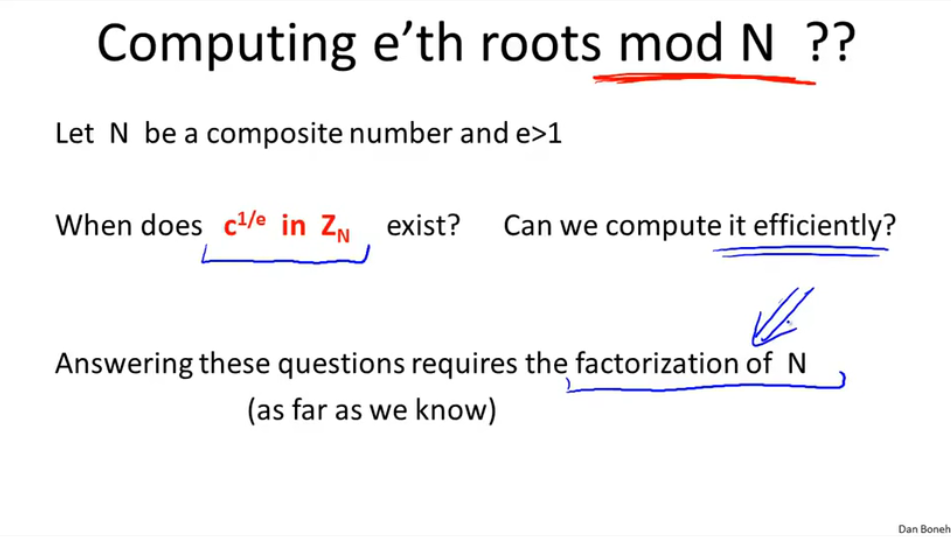 Computing e’th roots mod N ??
Let N be a composite number and e>1
When does c^1/e in Z_N exist? Can we compute it efficiently?
Answering these questions requires the factorization of N
(as far as we know)
Dan Boneh